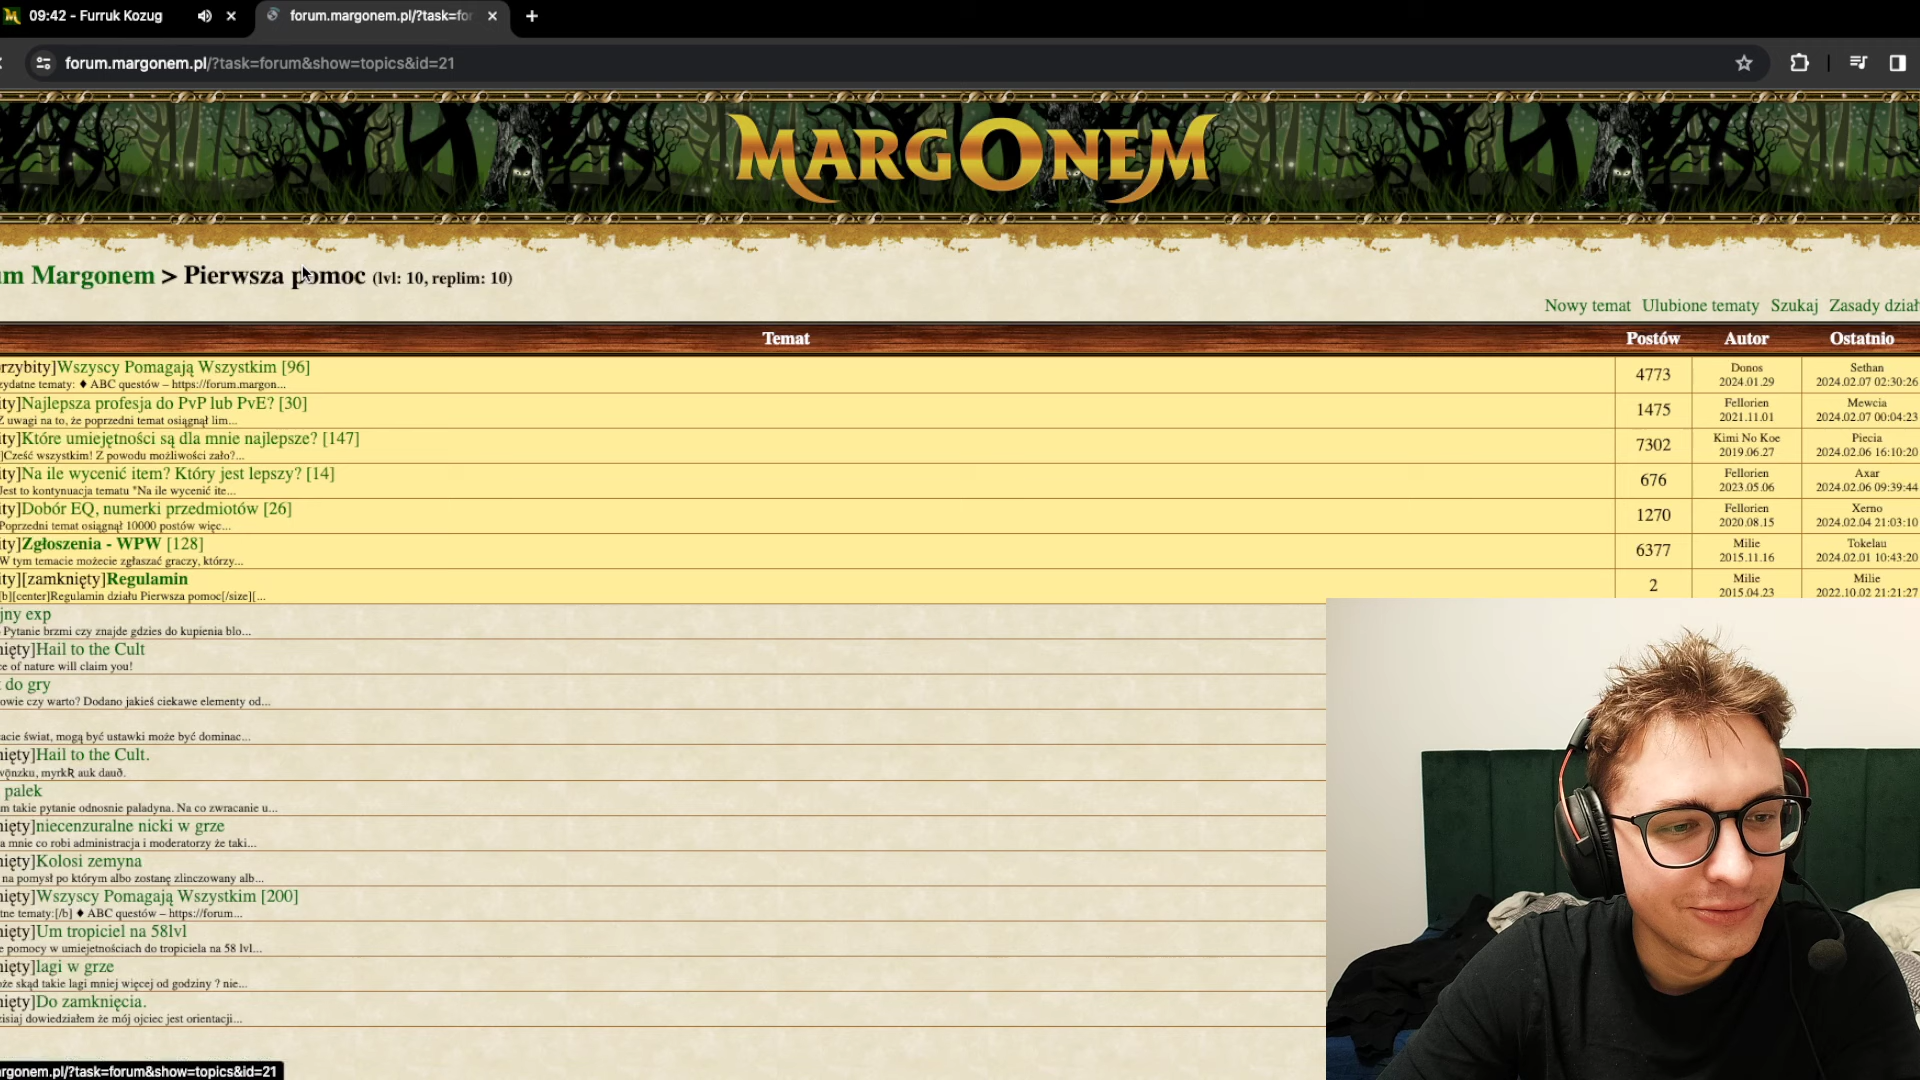 09:42 - Furruk Kozug
forum.margonem.pl/?task=for
forum.margonem.pl/?task=forum&show=topics&id=21
MARGONEM
um Margonem > Pierwsza pomoc (lvl: 10, replim: 10)
Nowy temat Ulubione tematy Szukaj Zasady dział
Temat Postów Autor Ostatnio
rzybity]Wszyscy Pomagają Wszystkim [96] 4773 Donos Sethan
zydatne tematy: ♦ ABC questów – https://forum.margon... 2024.01.29 2024.02.07 02:30:26
ity]Najlepsza profesja do PvP lub PvE? [30] 1475 Fellorien Mewcia
Z uwagi na to, że poprzedni temat osiągnął lim... 2021.11.01 2024.02.07 00:04:23
ity]Które umiejętności są dla mnie najlepsze? [147] 7302 Kimi No Koe Piecia
]Cześć wszystkim! Z powodu możliwości zało?... 2019.06.27 2024.02.06 16:10:20
ity]Na ile wycenić item? Który jest lepszy? [14] 676 Fellorien Axar
Jest to kontynuacja tematu "Na ile wycenić ite... 2023.05.06 2024.02.06 09:39:44
ity]Dobór EQ, numerki przedmiotów [26] 1270 Fellorien Xerno
Poprzedni temat osiągnął 10000 postów więc... 2020.08.15 2024.02.04 21:03:10
ity]Zgłoszenia - WPW [128] 6377 Milie Tokelau
W tym temacie możecie zgłaszać graczy, którzy... 2015.11.16 2024.02.01 10:43:20
ity][zamknięty]Regulamin 2 Milie Milie
[b][center]Regulamin działu Pierwsza pomoc[/size][... 2015.04.23 2022.10.02 21:21:27
jny exp
Pytanie brzmi czy znajde gdzies do kupienia blo...
nięty]Hail to the Cult
ce of nature will claim you!
do gry
owie czy warto? Dodano jakieś ciekawe elementy od...
acie świat, mogą być ustawki może być dominac...
nięty]Hail to the Cult.
vǫnzku, myrkʀ auk dauð.
palek
m takie pytanie odnosnie paladyna. Na co zwracanie u...
nięty]niecenzuralne nicki w grze
a mnie co robi administracja i moderatorzy że taki...
nięty]Kolosi zemyna
na pomysł po którym albo zostanę zlinczowany alb...
nięty]Wszyscy Pomagają Wszystkim [200]
tne tematy:[/b] ♦ ABC questów – https://forum...
nięty]Um tropiciel na 58lvl
e pomocy w umiejetnościach do tropiciela na 58 lvl...
nięty]lagi w grze
oże skąd takie lagi mniej więcej od godziny ? nie...
nięty]Do zamknięcia.
zisiaj dowiedziałem że mój ojciec jest orientacji...
argonem.pl/?task=forum&show=topics&id=21